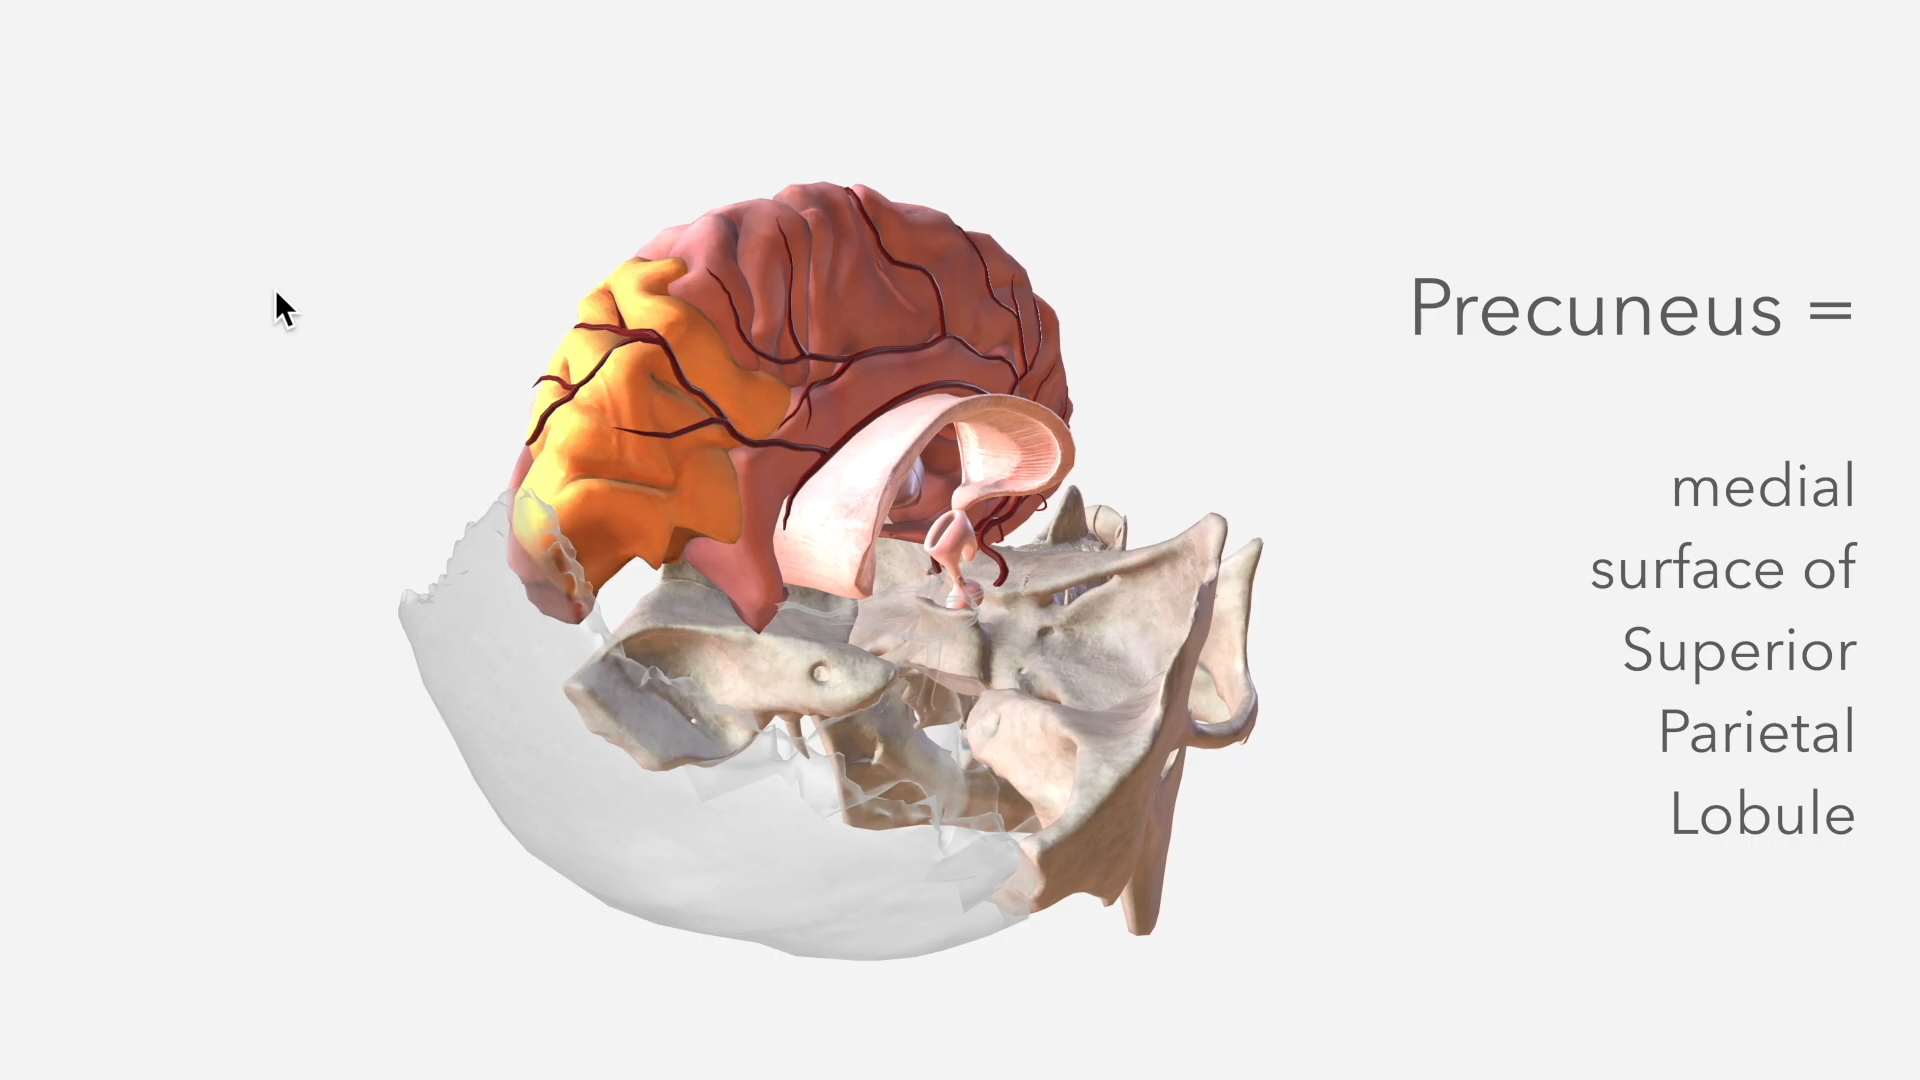 Precuneus =
medial
surface of
Superior
Parietal
Lobule